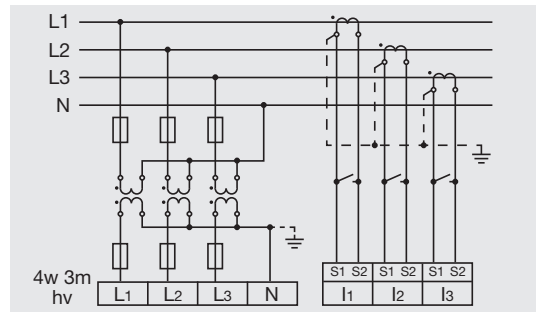 L1
L2
L3
N
4w 3m
hv
L1 L2 L3 N
S1 S2 S1 S2 S1 S2
I1 I2 I3